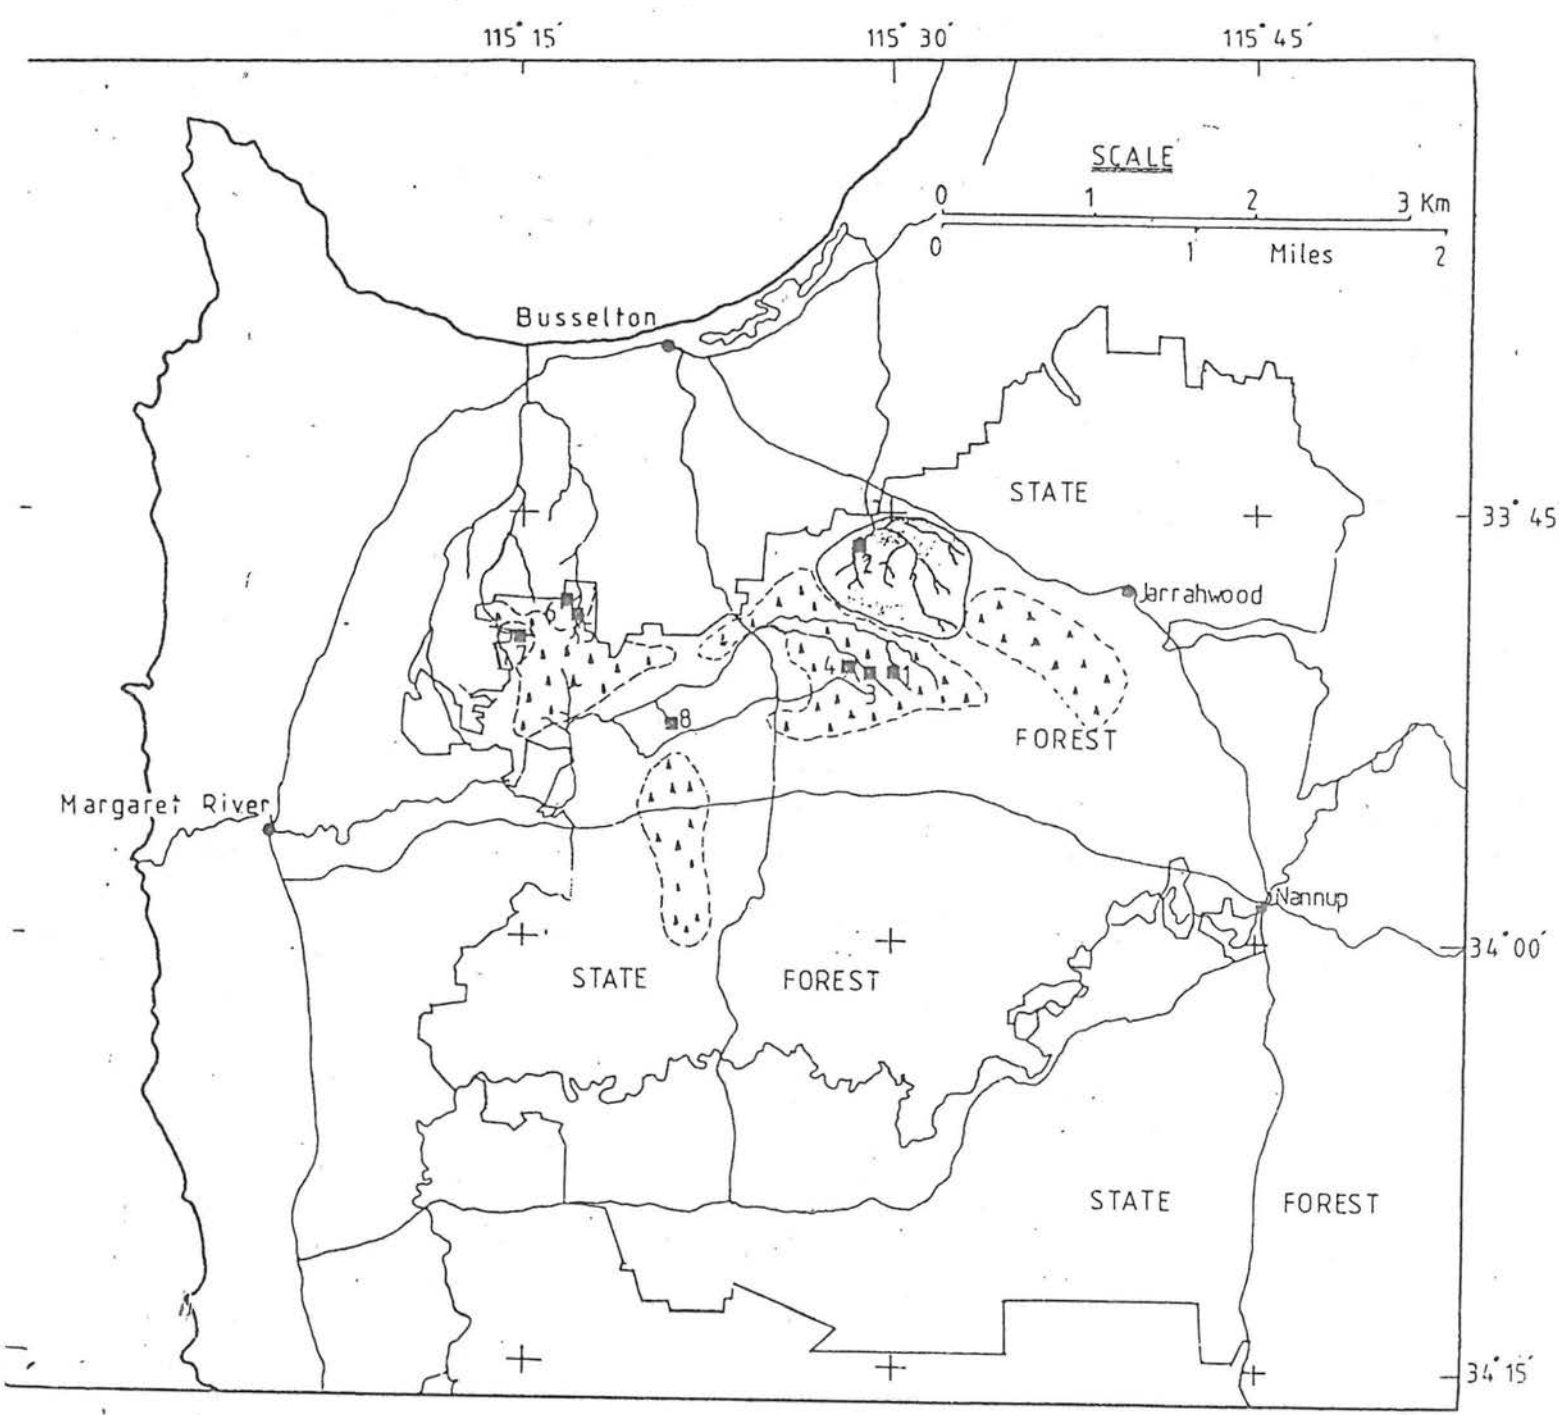 115° 15′
115° 30′
115° 45′
SCALE
0 1 2 3 Km
0 1 Miles 2
Busselton
STATE
33° 45
2
Jarrahwood
6
5
4
1
3
8
FOREST
Margaret River
Nannup
34° 00′
STATE FOREST
STATE FOREST
34° 15′